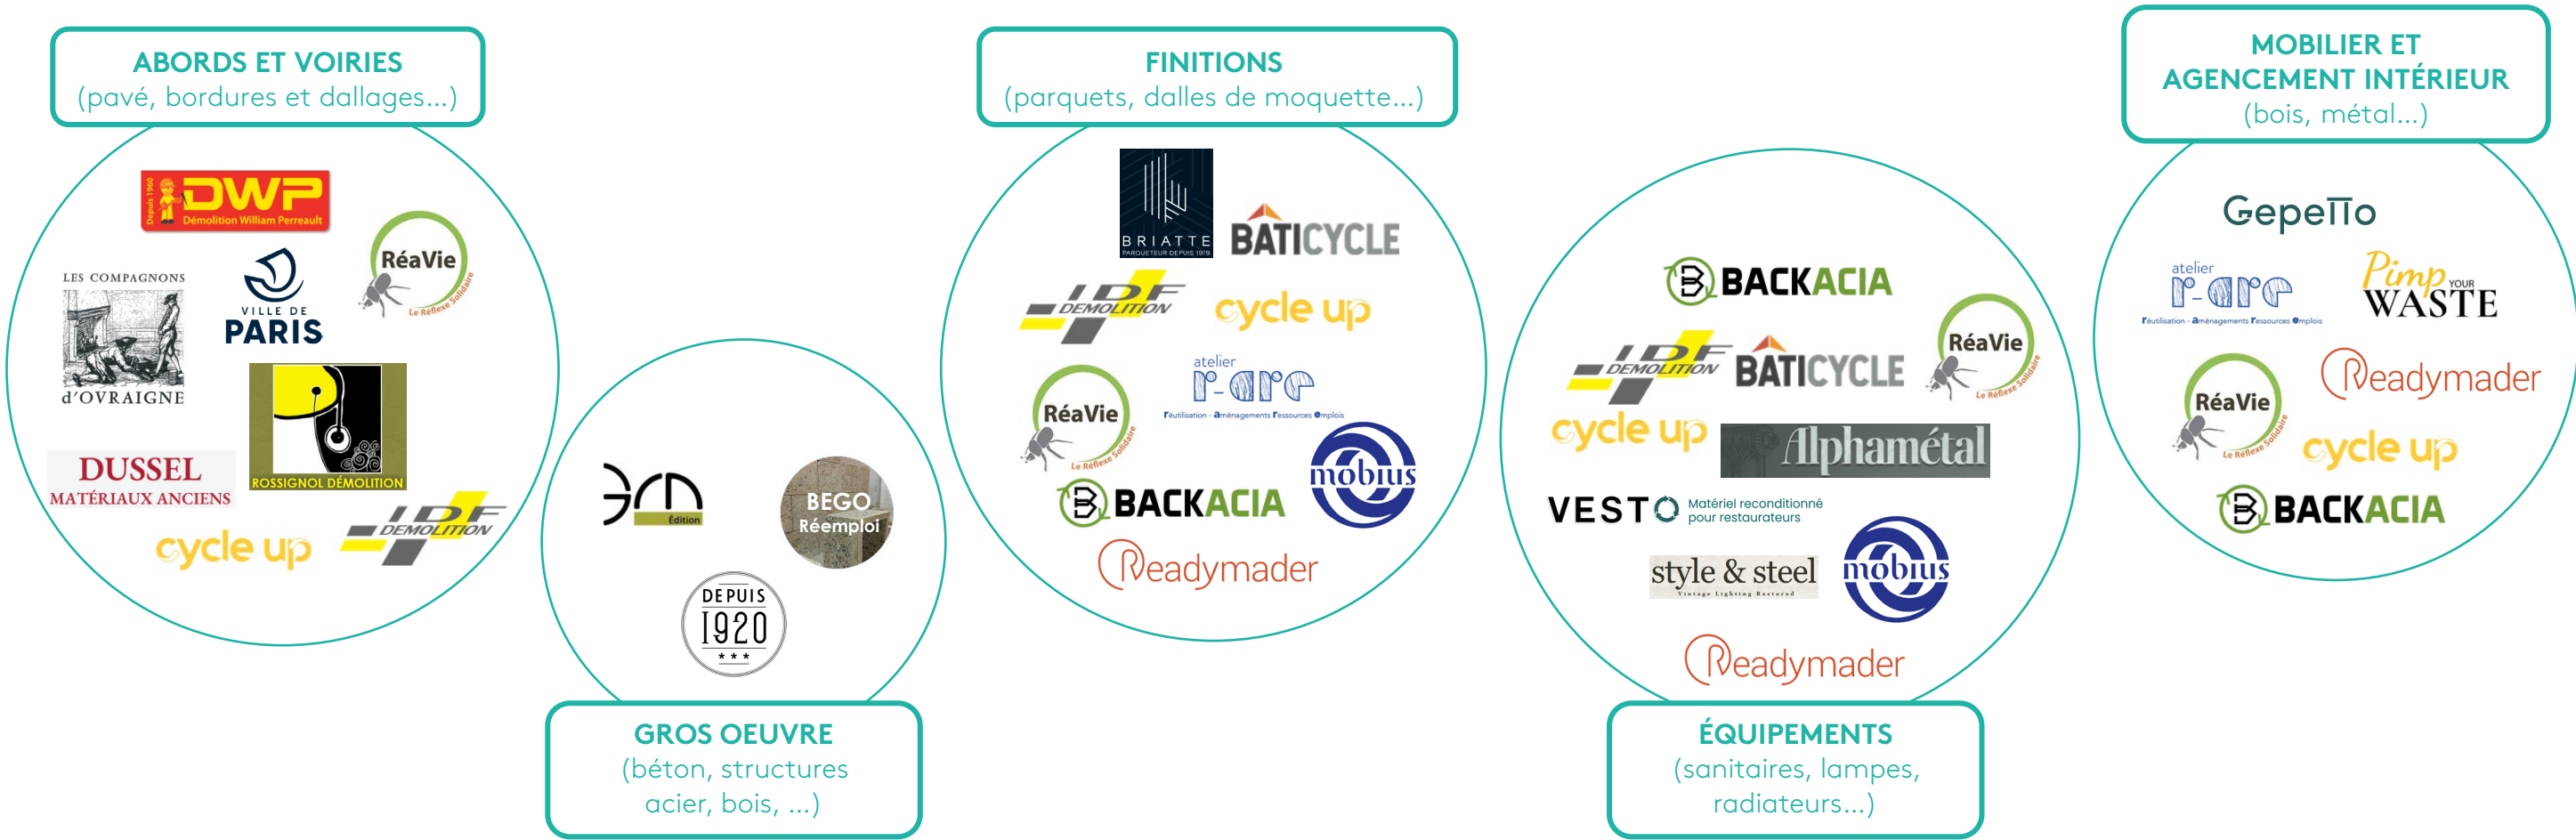 ABORDS ET VOIRIES
(pavé, bordures et dallages...)
Depuis 1960
DWP
Démolition William Perreault
RéaVie
Le Réflexe Solidaire
LES COMPAGNONS
d'OVRAIGNE
VILLE DE
PARIS
ROSSIGNOL DÉMOLITION
DUSSEL
MATÉRIAUX ANCIENS
cycle up
IDF
DEMOLITION
GROS OEUVRE
(béton, structures
acier, bois, ...)
Édition
BEGO
Réemploi
DEPUIS
1920
***
FINITIONS
(parquets, dalles de moquette...)
BRIATTE
PARQUETEUR DEPUIS 1919
BÂTICYCLE
IDF
DEMOLITION
cycle up
RéaVie
Le Réflexe Solidaire
atelier
r-are
réutilisation - aménagements ressources emplois
mobius
BACKACIA
Readymader
ÉQUIPEMENTS
(sanitaires, lampes,
radiateurs...)
BACKACIA
IDF
DEMOLITION
BÂTICYCLE
RéaVie
Le Réflexe Solidaire
cycle up
Alphamétal
VESTO
Matériel reconditionné
pour restaurateurs
style & steel
Vintage Lighting Restored
mobius
Readymader
MOBILIER ET
AGENCEMENT INTÉRIEUR
(bois, métal...)
Gepetto
atelier
r-are
réutilisation - aménagements ressources emplois
Pimp YOUR
WASTE
RéaVie
Le Réflexe Solidaire
Readymader
cycle up
BACKACIA